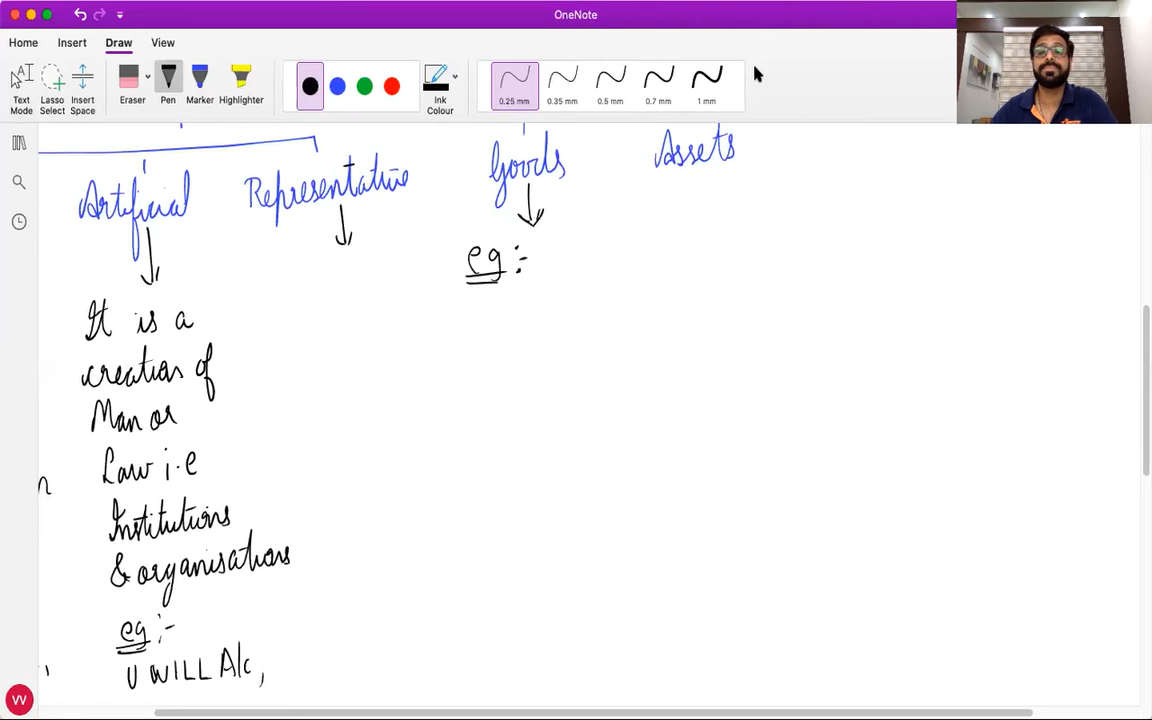 OneNote
Home Insert Draw View
Text Mode
Lasso Select
Insert Space
Eraser
Pen
Marker
Highlighter
Ink Colour
0.25 mm
0.35 mm
0.5 mm
0.7 mm
1 mm
Artificial
Representative
Goods
Assets
eg :-
It is a
creation of
Man or
Law i.e
Institutions
& organisations
eg :-
U WILL A/c,
n
VV